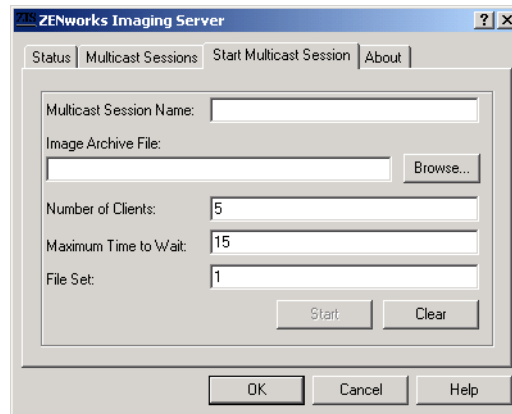 ZIS ZENworks Imaging Server
Status Multicast Sessions Start Multicast Session About
Multicast Session Name:
Image Archive File:
Browse...
Number of Clients: 5
Maximum Time to Wait: 15
File Set: 1
Start Clear
OK Cancel Help